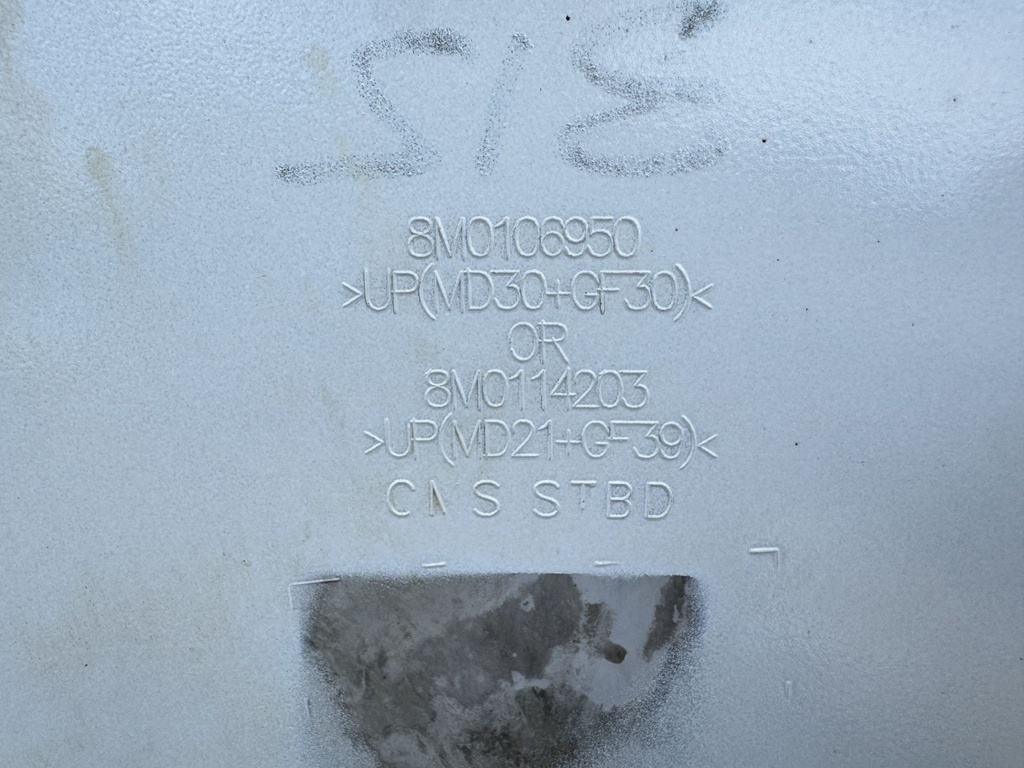 8M0106950
>UP(MD30+GF30)<
OR
8M0114203
>UP(MD21+GF39)<
STBD